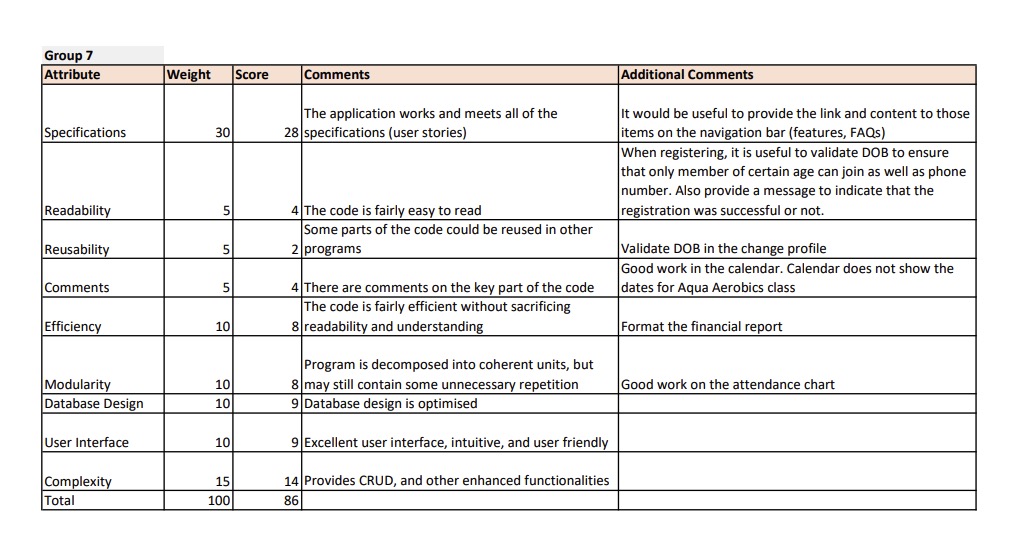 Group 7
Attribute Weight Score Comments Additional Comments
Specifications 30 28 The application works and meets all of the
specifications (user stories)
It would be useful to provide the link and content to those
items on the navigation bar (features, FAQs)
Readability 5 4 The code is fairly easy to read
When registering, it is useful to validate DOB to ensure
that only member of certain age can join as well as phone
number. Also provide a message to indicate that the
registration was successful or not.
Reusability 5 2 Some parts of the code could be reused in other
programs
Validate DOB in the change profile
Comments 5 4 There are comments on the key part of the code
Good work in the calendar. Calendar does not show the
dates for Aqua Aerobics class
Efficiency 10 8 The code is fairly efficient without sacrificing
readability and understanding
Format the financial report
Modularity 10 8 Program is decomposed into coherent units, but
may still contain some unnecessary repetition
Good work on the attendance chart
Database Design 10 9 Database design is optimised
User Interface 10 9 Excellent user interface, intuitive, and user friendly
Complexity 15 14 Provides CRUD, and other enhanced functionalities
Total 100 86